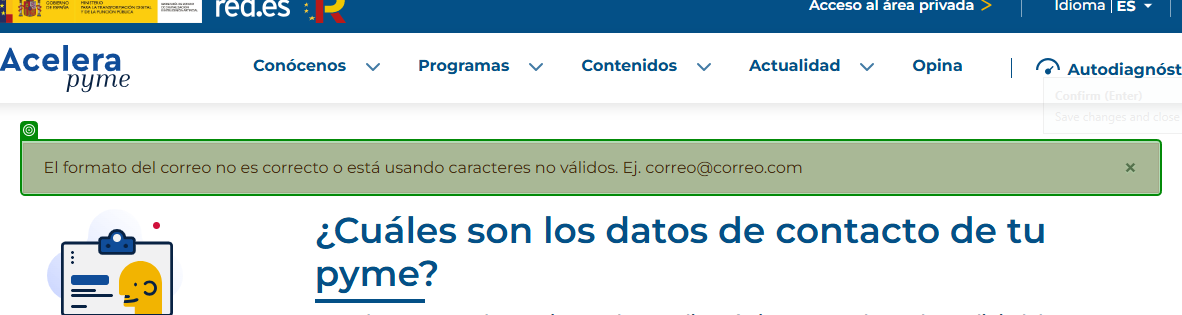 GOBIERNO DE ESPAÑA
MINISTERIO PARA LA TRANSFORMACIÓN DIGITAL Y DE LA FUNCIÓN PÚBLICA
red.es
Acceso al área privada >
Idioma | ES
Acelera pyme
Conócenos
Programas
Contenidos
Actualidad
Opina
Autodiagnóst
Confirm (Enter)
Save changes and close
El formato del correo no es correcto o está usando caracteres no válidos. Ej. correo@correo.com
×
¿Cuáles son los datos de contacto de tu
pyme?